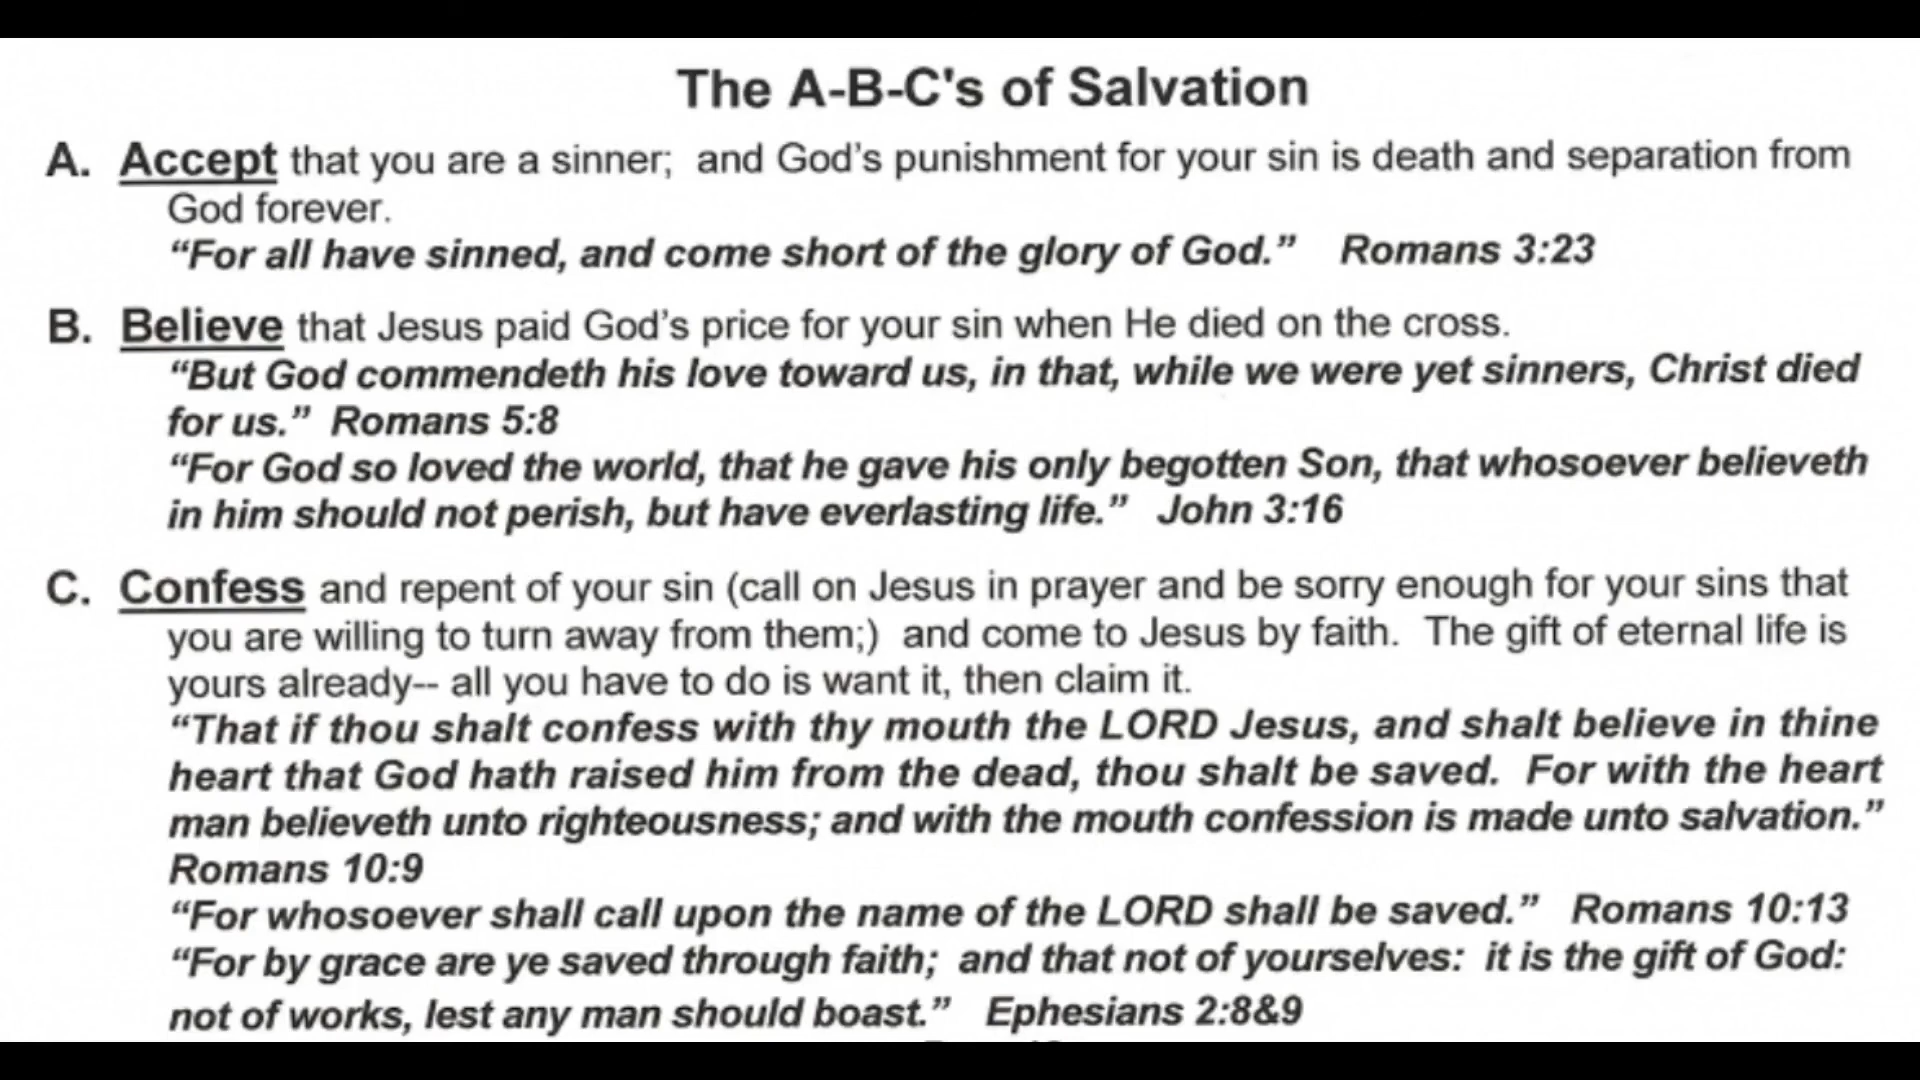 The A-B-C's of Salvation
A. Accept that you are a sinner; and God's punishment for your sin is death and separation from
God forever.
“For all have sinned, and come short of the glory of God.” Romans 3:23
B. Believe that Jesus paid God's price for your sin when He died on the cross.
“But God commendeth his love toward us, in that, while we were yet sinners, Christ died
for us.” Romans 5:8
“For God so loved the world, that he gave his only begotten Son, that whosoever believeth
in him should not perish, but have everlasting life.” John 3:16
C. Confess and repent of your sin (call on Jesus in prayer and be sorry enough for your sins that
you are willing to turn away from them;) and come to Jesus by faith. The gift of eternal life is
yours already-- all you have to do is want it, then claim it.
“That if thou shalt confess with thy mouth the LORD Jesus, and shalt believe in thine
heart that God hath raised him from the dead, thou shalt be saved. For with the heart
man believeth unto righteousness; and with the mouth confession is made unto salvation.”
Romans 10:9
“For whosoever shall call upon the name of the LORD shall be saved.” Romans 10:13
“For by grace are ye saved through faith; and that not of yourselves: it is the gift of God:
not of works, lest any man should boast.” Ephesians 2:8&9